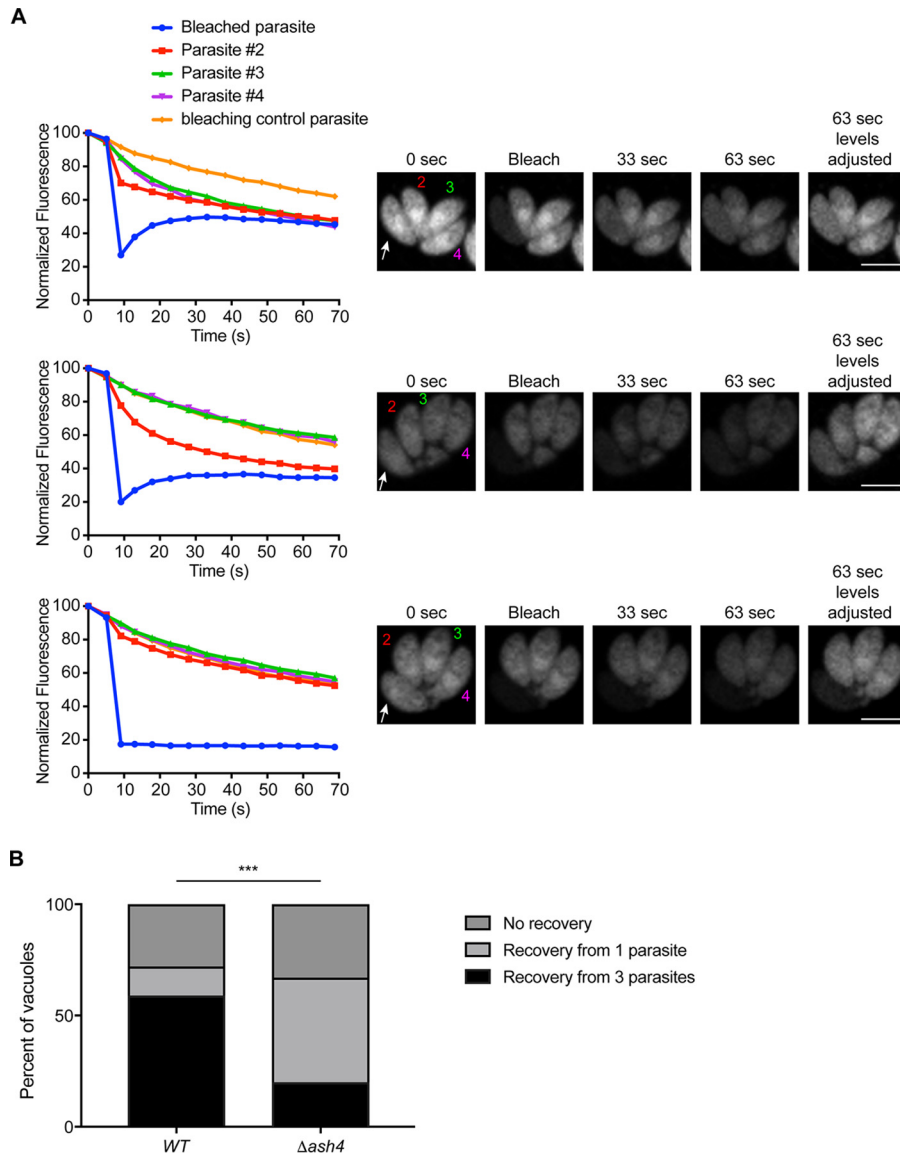 A
Bleached parasite
Parasite #2
Parasite #3
Parasite #4
bleaching control parasite
Normalized Fluorescence
100
80
60
40
20
0
0 10 20 30 40 50 60 70
Time (s)
0 sec
Bleach
33 sec
63 sec
63 sec
levels
adjusted
2
3
4
Normalized Fluorescence
100
80
60
40
20
0
0 10 20 30 40 50 60 70
Time (s)
0 sec
Bleach
33 sec
63 sec
63 sec
levels
adjusted
2
3
4
Normalized Fluorescence
100
80
60
40
20
0
0 10 20 30 40 50 60 70
Time (s)
0 sec
Bleach
33 sec
63 sec
63 sec
levels
adjusted
2
3
4
B
***
Percent of vacuoles
100
50
0
WT
Δash4
No recovery
Recovery from 1 parasite
Recovery from 3 parasites